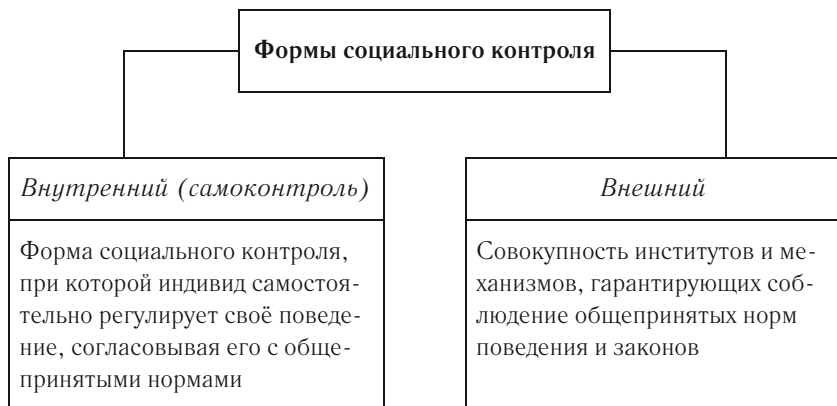 Формы социального контроля
Внутренний (самоконтроль)
Форма социального контроля,
при которой индивид самостоя-
тельно регулирует своё поведе-
ние, согласовывая его с обще-
принятыми нормами
Внешний
Совокупность институтов и ме-
ханизмов, гарантирующих соб-
людение общепринятых норм
поведения и законов